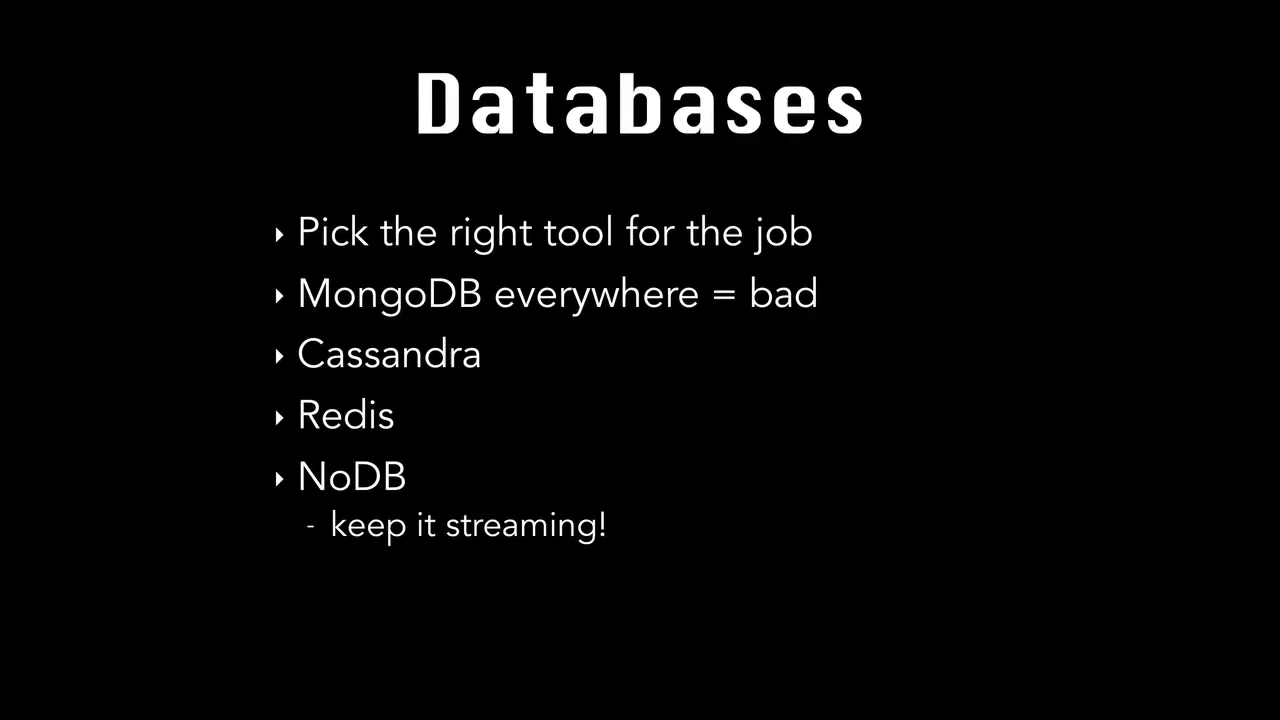 Databases
‣ Pick the right tool for the job
‣ MongoDB everywhere = bad
‣ Cassandra
‣ Redis
‣ NoDB
- keep it streaming!